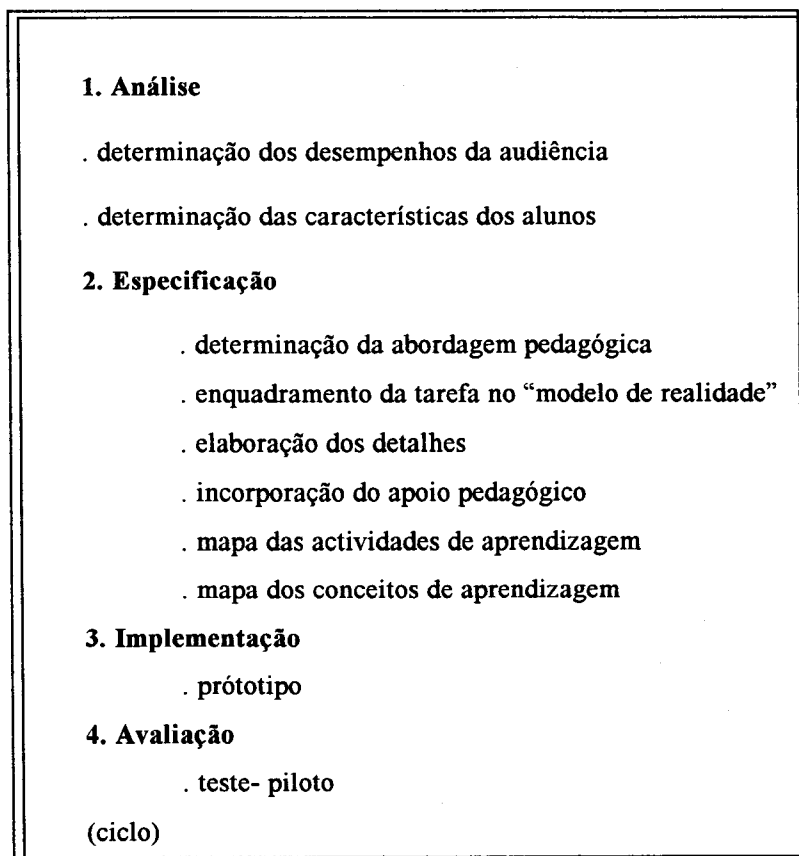 1. Análise
. determinação dos desempenhos da audiência
. determinação das características dos alunos
2. Especificação
. determinação da abordagem pedagógica
. enquadramento da tarefa no “modelo de realidade”
. elaboração dos detalhes
. incorporação do apoio pedagógico
. mapa das actividades de aprendizagem
. mapa dos conceitos de aprendizagem
3. Implementação
. prótotipo
4. Avaliação
. teste- piloto
(ciclo)